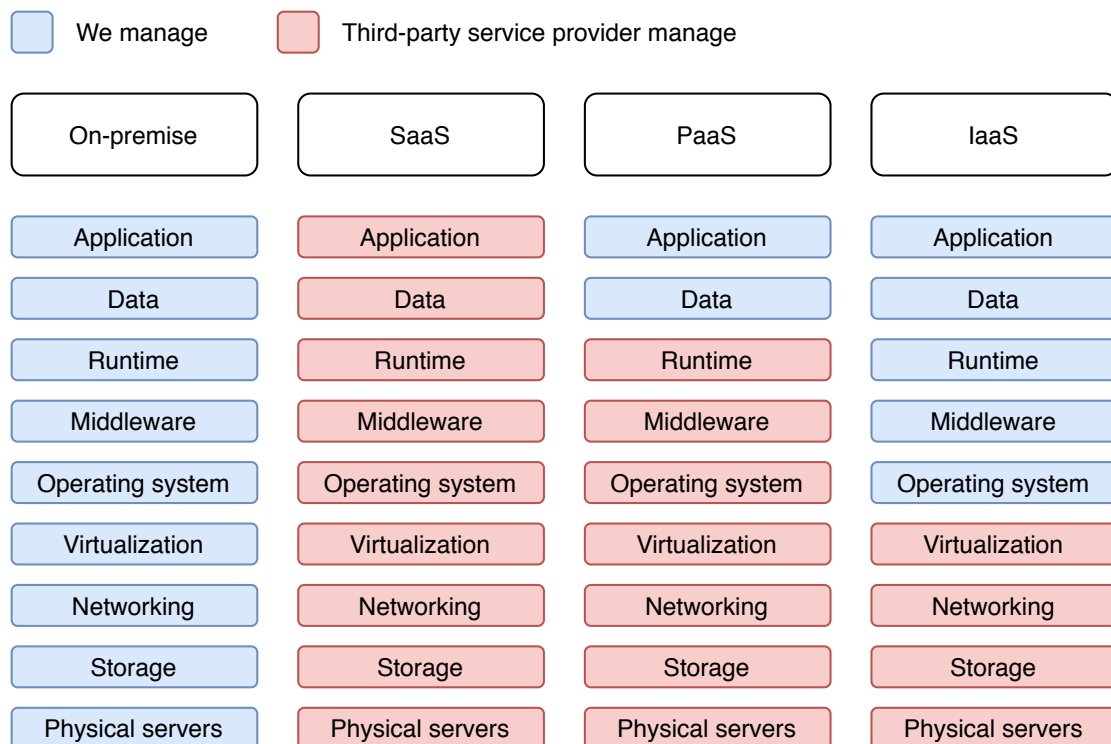 We manage Third-party service provider manage
On-premise SaaS PaaS IaaS
Application Application Application Application
Data Data Data Data
Runtime Runtime Runtime Runtime
Middleware Middleware Middleware Middleware
Operating system Operating system Operating system Operating system
Virtualization Virtualization Virtualization Virtualization
Networking Networking Networking Networking
Storage Storage Storage Storage
Physical servers Physical servers Physical servers Physical servers